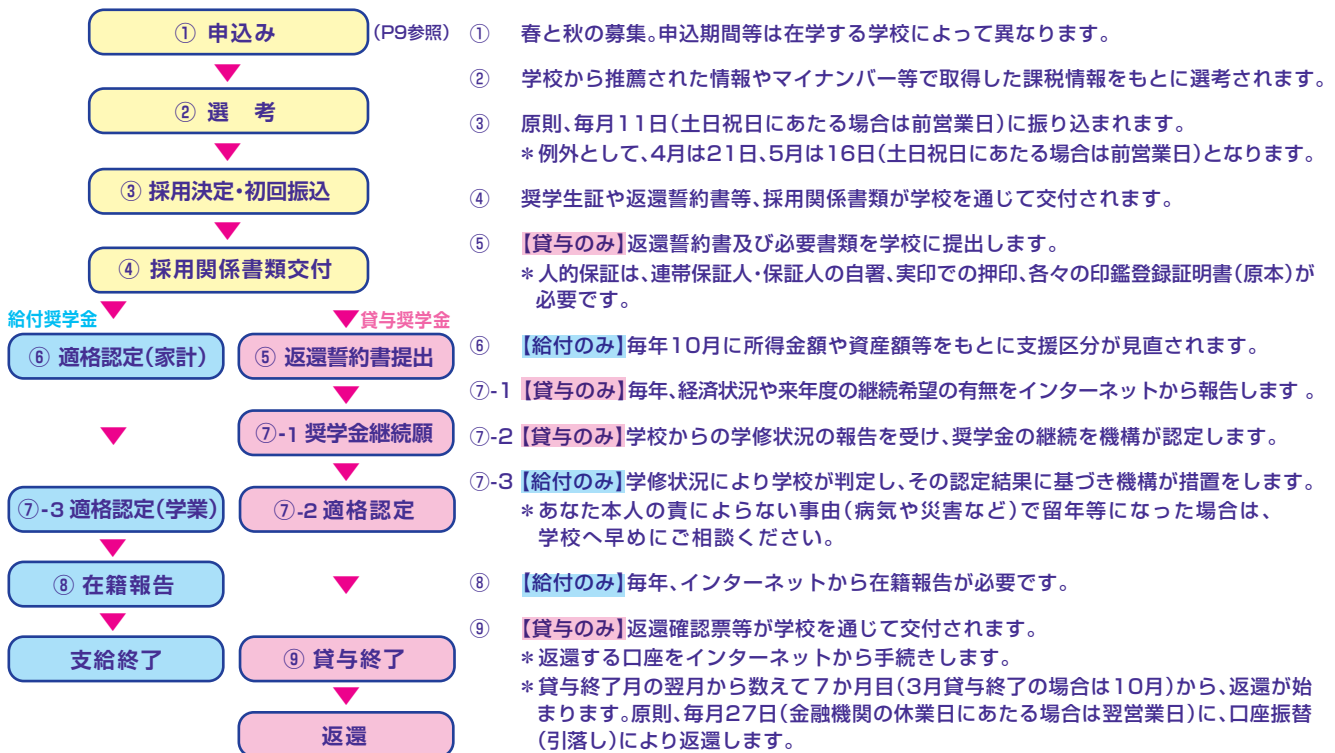 ① 申込み
(P9参照)
② 選　考
③ 採用決定・初回振込
④ 採用関係書類交付
給付奨学金
貸与奨学金
⑥ 適格認定(家計)
⑤ 返還誓約書提出
⑦-1 奨学金継続願
⑦-3 適格認定(学業)
⑦-2 適格認定
⑧ 在籍報告
支給終了
⑨ 貸与終了
返還
① 春と秋の募集。申込期間等は在学する学校によって異なります。
② 学校から推薦された情報やマイナンバー等で取得した課税情報をもとに選考されます。
③ 原則、毎月11日(土日祝日にあたる場合は前営業日)に振り込まれます。
＊例外として、4月は21日、5月は16日(土日祝日にあたる場合は前営業日)となります。
④ 奨学生証や返還誓約書等、採用関係書類が学校を通じて交付されます。
⑤ 【貸与のみ】返還誓約書及び必要書類を学校に提出します。
＊人的保証は、連帯保証人・保証人の自署、実印での押印、各々の印鑑登録証明書(原本)が
必要です。
⑥ 【給付のみ】毎年10月に所得金額や資産額等をもとに支援区分が見直されます。
⑦-1 【貸与のみ】毎年、経済状況や来年度の継続希望の有無をインターネットから報告します。
⑦-2 【貸与のみ】学校からの学修状況の報告を受け、奨学金の継続を機構が認定します。
⑦-3 【給付のみ】学修状況により学校が判定し、その認定結果に基づき機構が措置をします。
＊あなた本人の責によらない事由(病気や災害など)で留年等になった場合は、
学校へ早めにご相談ください。
⑧ 【給付のみ】毎年、インターネットから在籍報告が必要です。
⑨ 【貸与のみ】返還確認票等が学校を通じて交付されます。
＊返還する口座をインターネットから手続きします。
＊貸与終了月の翌月から数えて７か月目(3月貸与終了の場合は10月)から、返還が始
まります。原則、毎月27日(金融機関の休業日にあたる場合は翌営業日)に、口座振替
(引落し)により返還します。